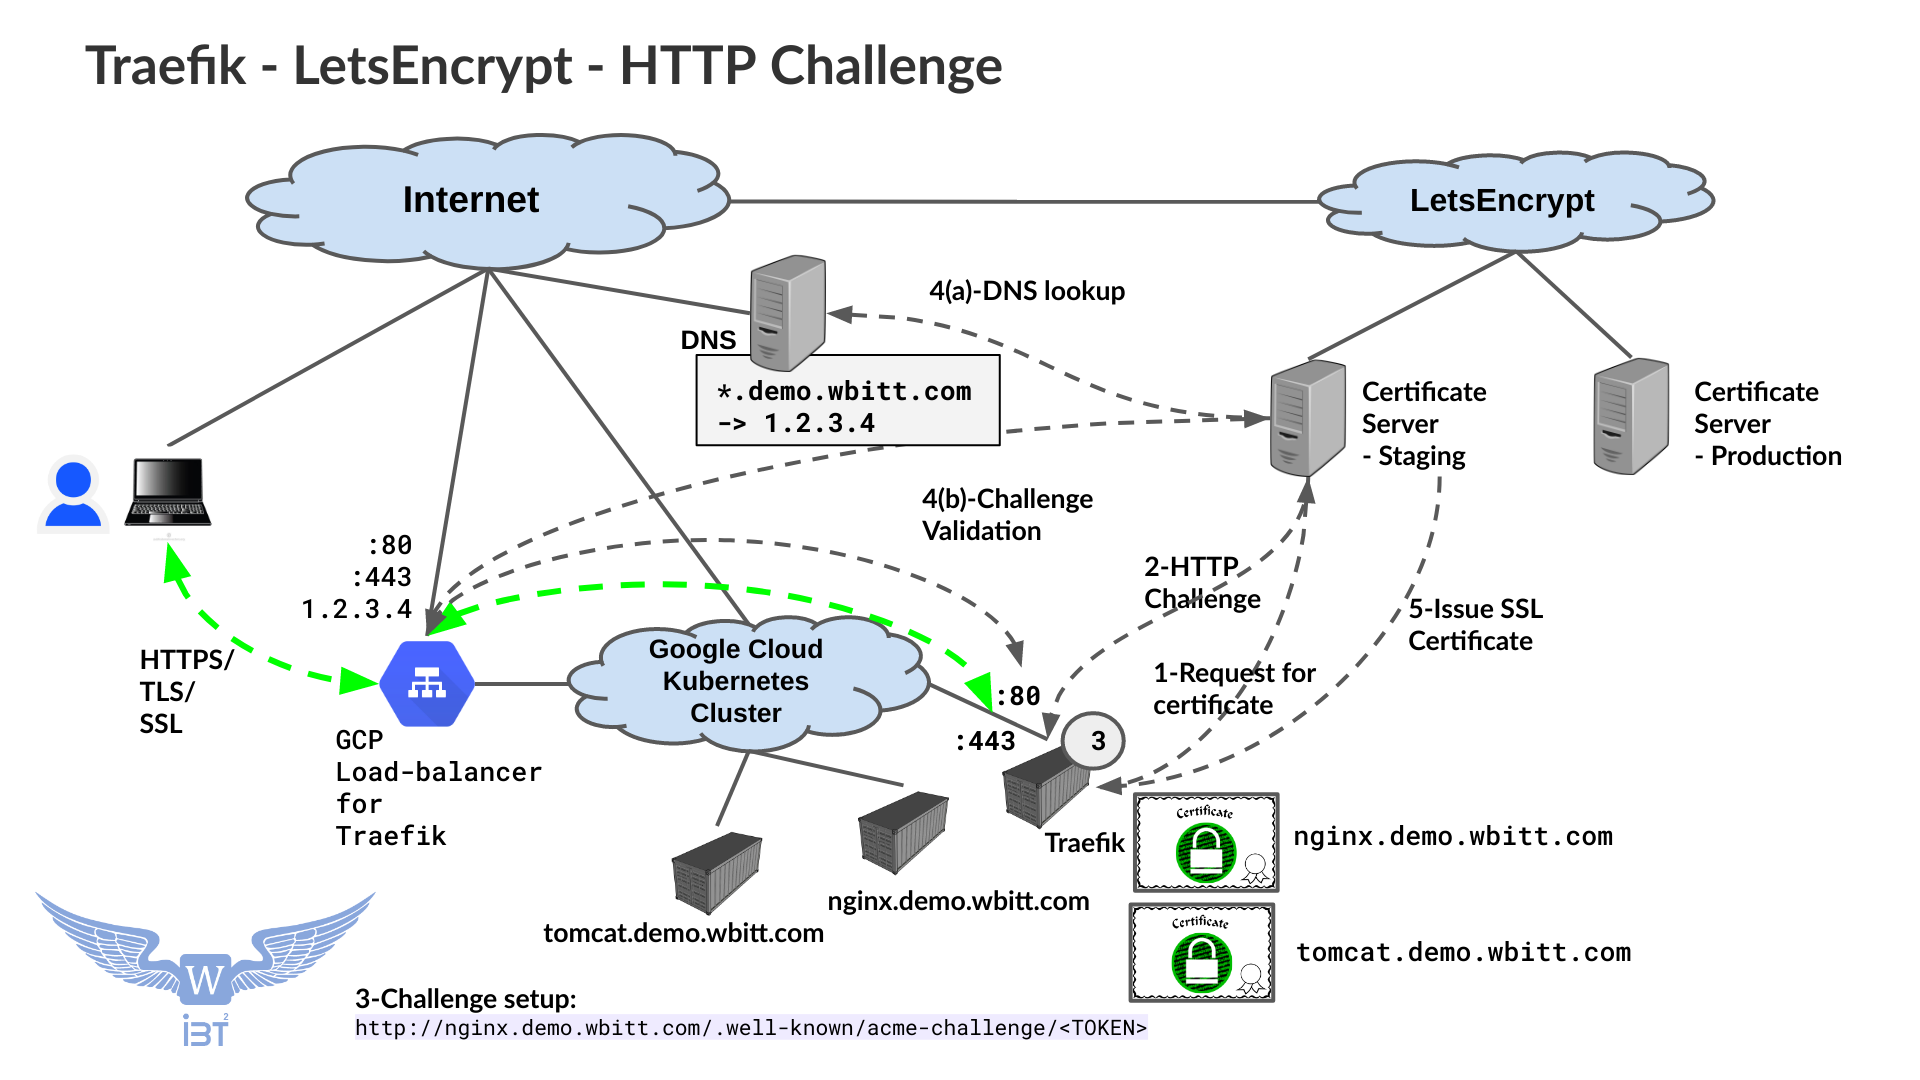 Traefik - LetsEncrypt - HTTP Challenge
Internet
LetsEncrypt
4(a)-DNS lookup
DNS
*.demo.wbitt.com
-> 1.2.3.4
Certificate
Server
- Staging
Certificate
Server
- Production
4(b)-Challenge
Validation
:80
:443
1.2.3.4
2-HTTP
Challenge
5-Issue SSL
Certificate
HTTPS/
TLS/
SSL
Google Cloud
Kubernetes
Cluster
1-Request for
certificate
:80
:443
3
GCP
Load-balancer
for
Traefik
Traefik
Certificate
nginx.demo.wbitt.com
nginx.demo.wbitt.com
tomcat.demo.wbitt.com
Certificate
tomcat.demo.wbitt.com
W
iBT2
3-Challenge setup:
http://nginx.demo.wbitt.com/.well-known/acme-challenge/<TOKEN>